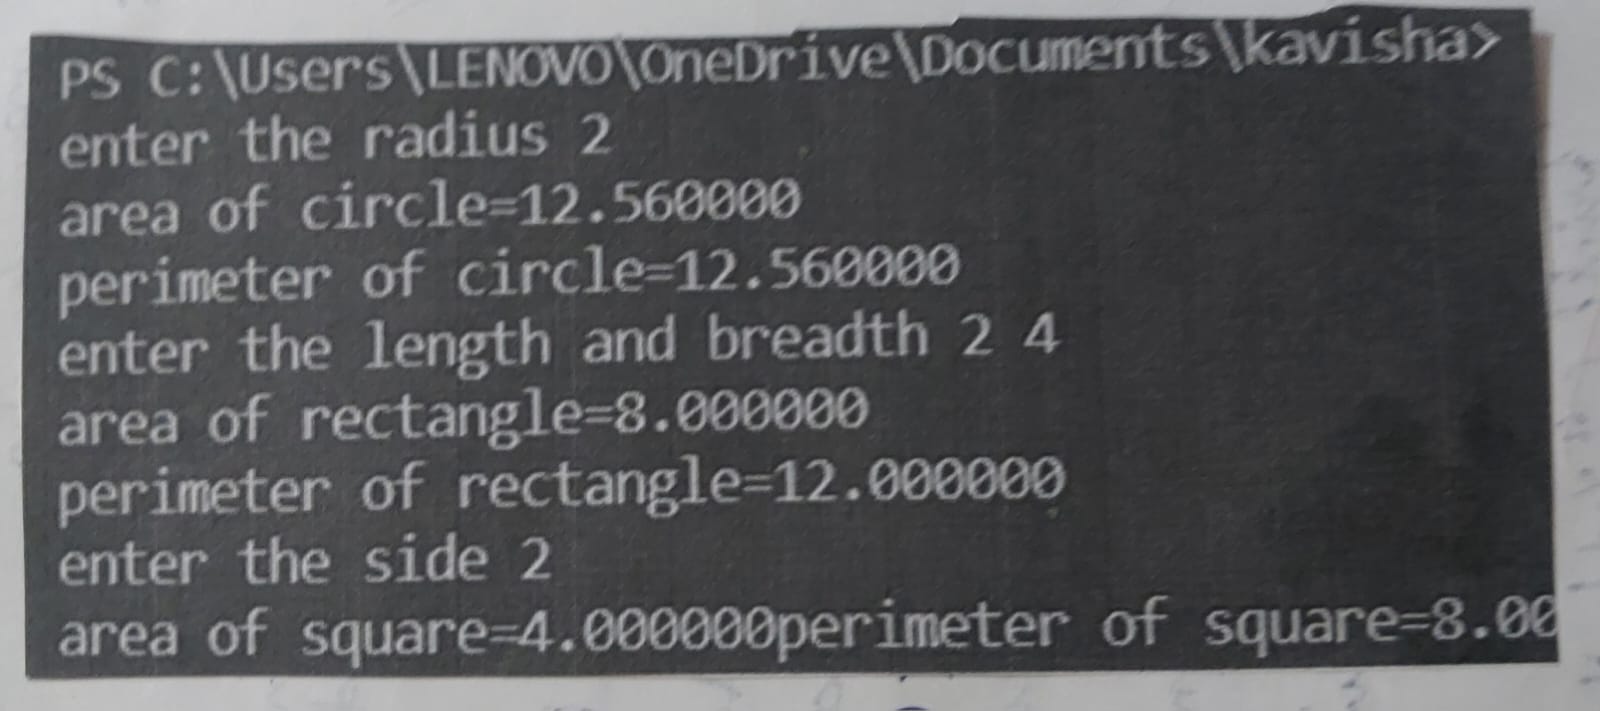 PS C:\Users\LENOVO\OneDrive\Documents\kavisha>
enter the radius 2
area of circle=12.560000
perimeter of circle=12.560000
enter the length and breadth 2 4
area of rectangle=8.000000
perimeter of rectangle=12.000000
enter the side 2
area of square=4.000000perimeter of square=8.00